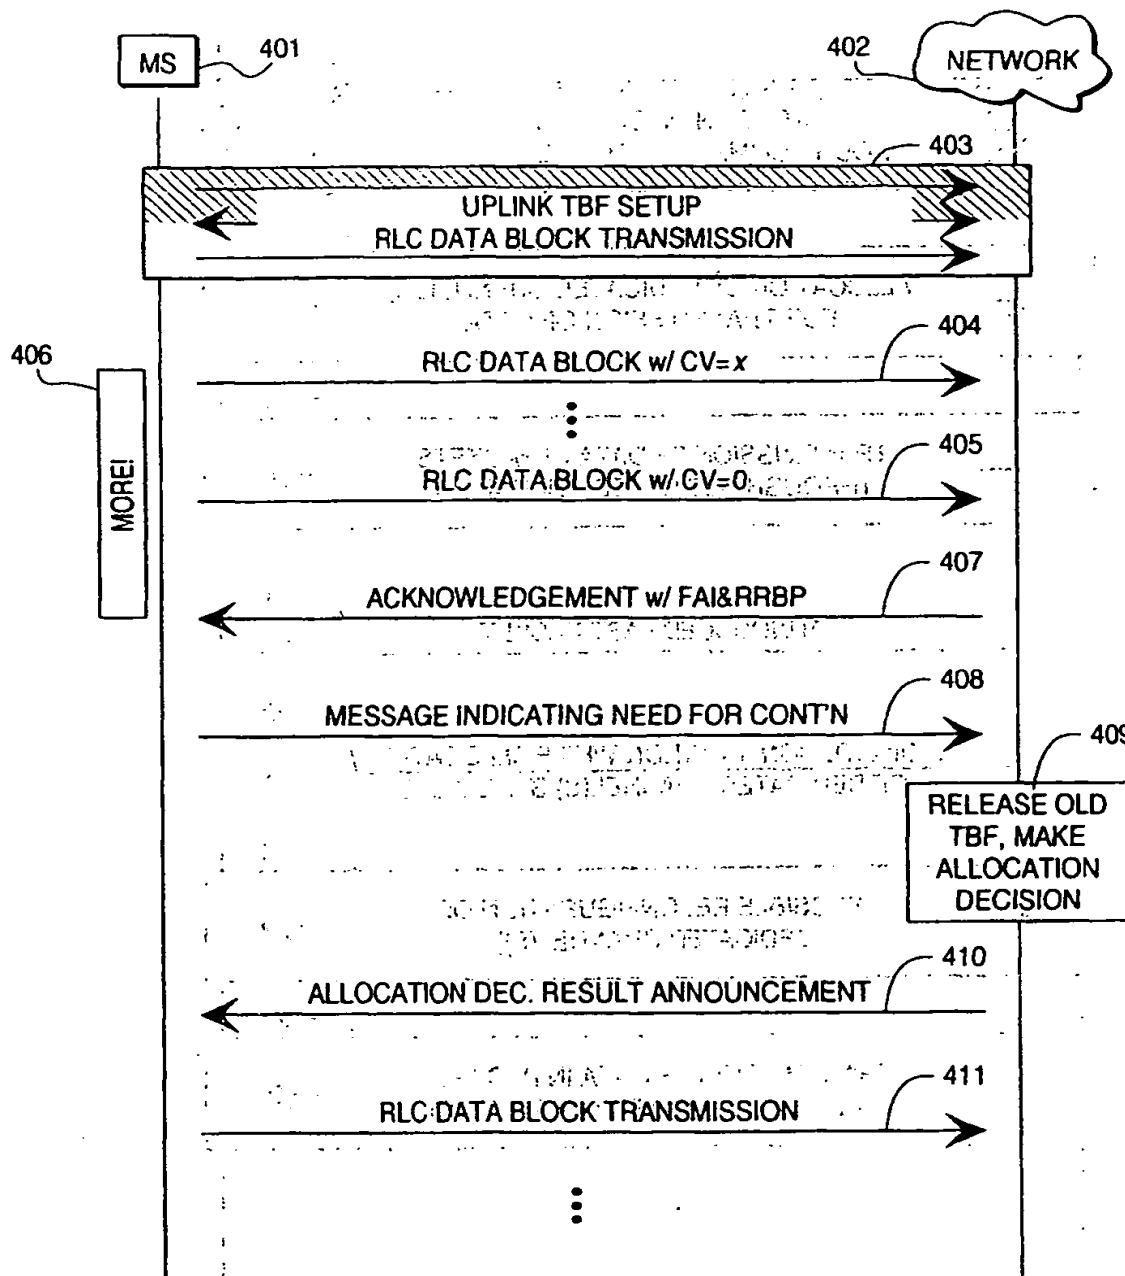 MS
401
402
NETWORK
403
UPLINK TBF SETUP
RLC DATA BLOCK TRANSMISSION
404
406
RLC DATA BLOCK w/ CV=x
MORE!
405
RLC DATA BLOCK w/ CV=0
407
ACKNOWLEDGEMENT w/ FAI&RRBP
408
MESSAGE INDICATING NEED FOR CONT'N
409
RELEASE OLD
TBF, MAKE
ALLOCATION
DECISION
410
ALLOCATION DEC. RESULT ANNOUNCEMENT
411
RLC DATA BLOCK TRANSMISSION